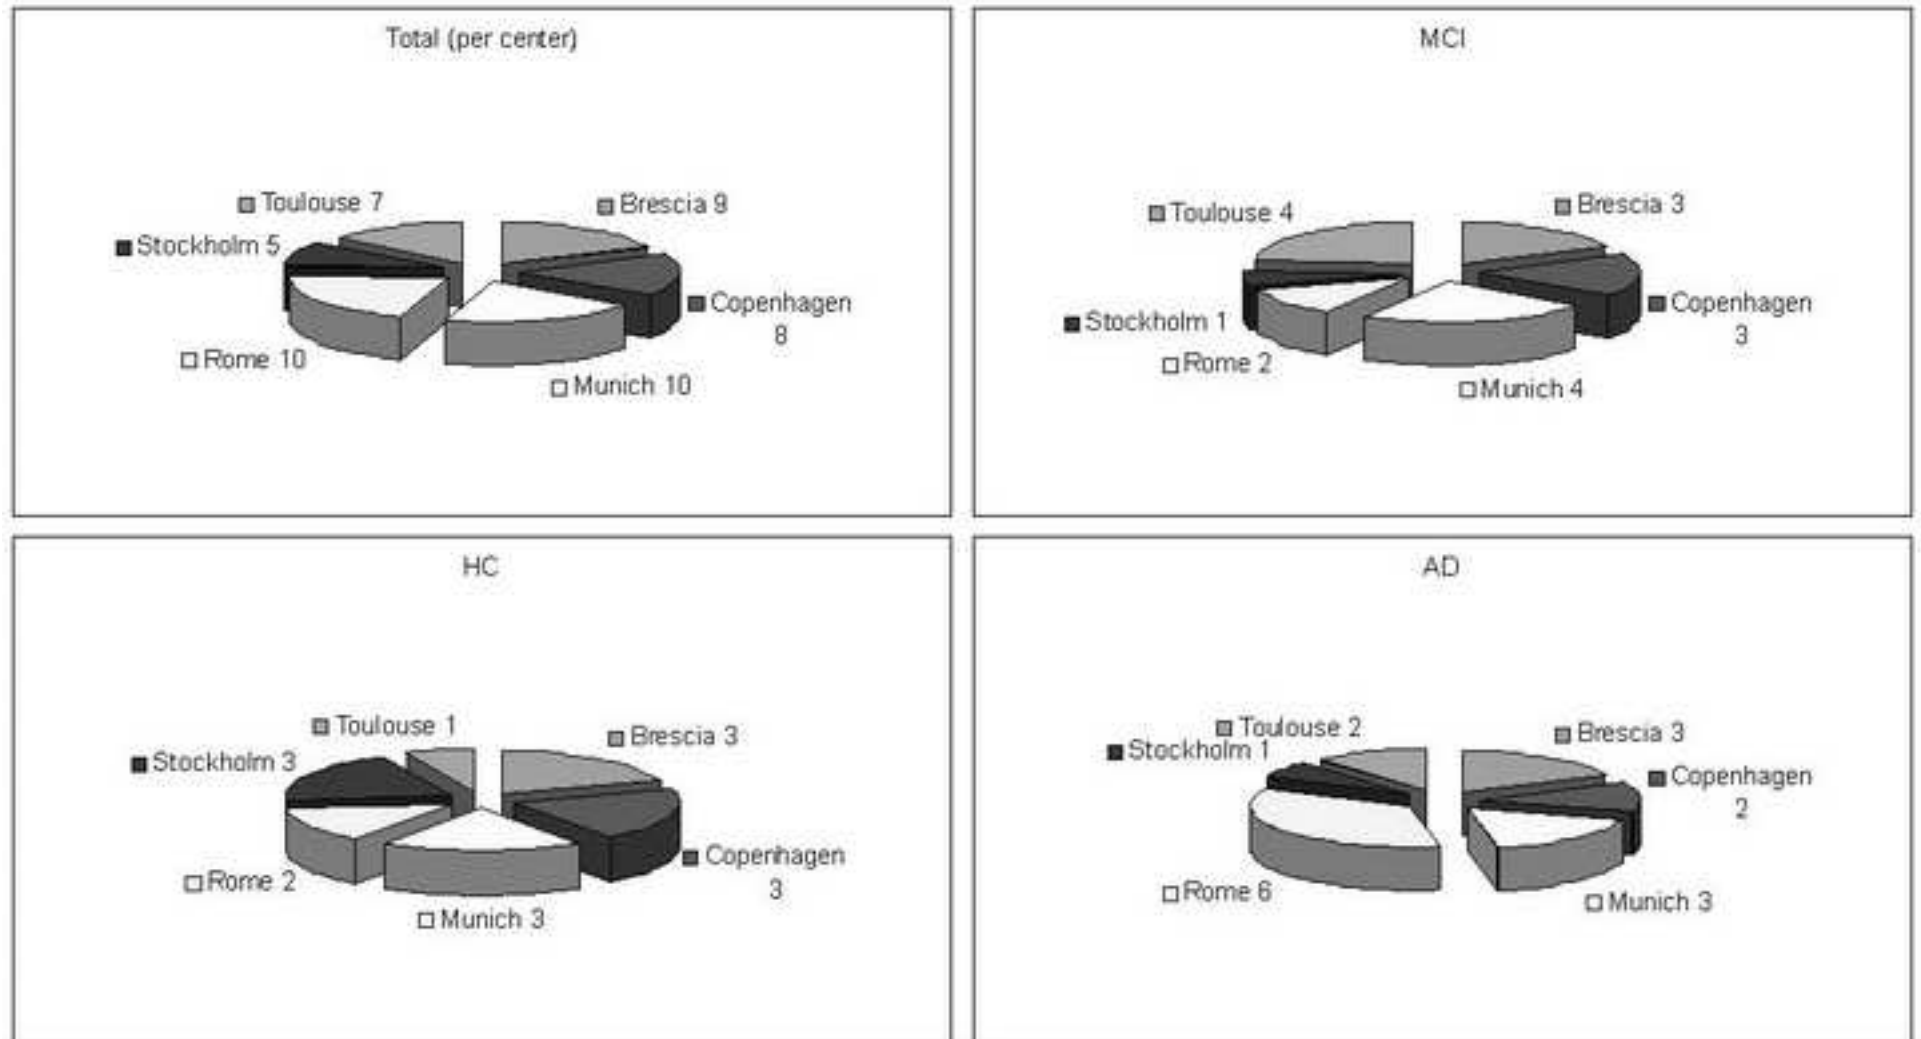 Total (per center)
Toulouse 7
Brescia 9
Stockholm 5
Copenhagen
8
Rome 10
Munich 10
MCI
Toulouse 4
Brescia 3
Stockholm 1
Copenhagen
3
Rome 2
Munich 4
HC
Toulouse 1
Brescia 3
Stockholm 3
Copenhagen
3
Rome 2
Munich 3
AD
Toulouse 2
Brescia 3
Stockholm 1
Copenhagen
2
Rome 6
Munich 3